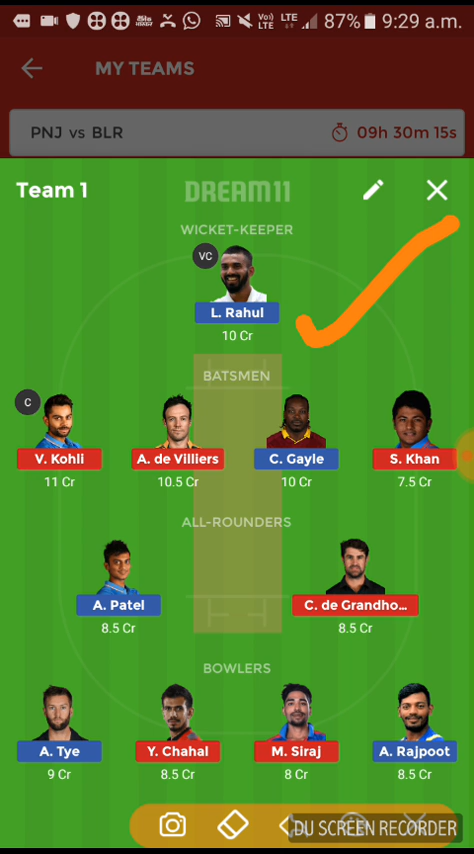 Vo) LTE LTE 87% 9:29 a.m.
MY TEAMS
PNJ vs BLR 09h 30m 15s
Team 1 DREAM11
WICKET-KEEPER
VC
L. Rahul
10 Cr
BATSMEN
C
V. Kohli A. de Villiers C. Gayle S. Khan
11 Cr 10.5 Cr 10 Cr 7.5 Cr
ALL-ROUNDERS
A. Patel C. de Grandho...
8.5 Cr 8.5 Cr
BOWLERS
A. Tye Y. Chahal M. Siraj A. Rajpoot
9 Cr 8.5 Cr 8 Cr 8.5 Cr
DU SCREEN RECORDER